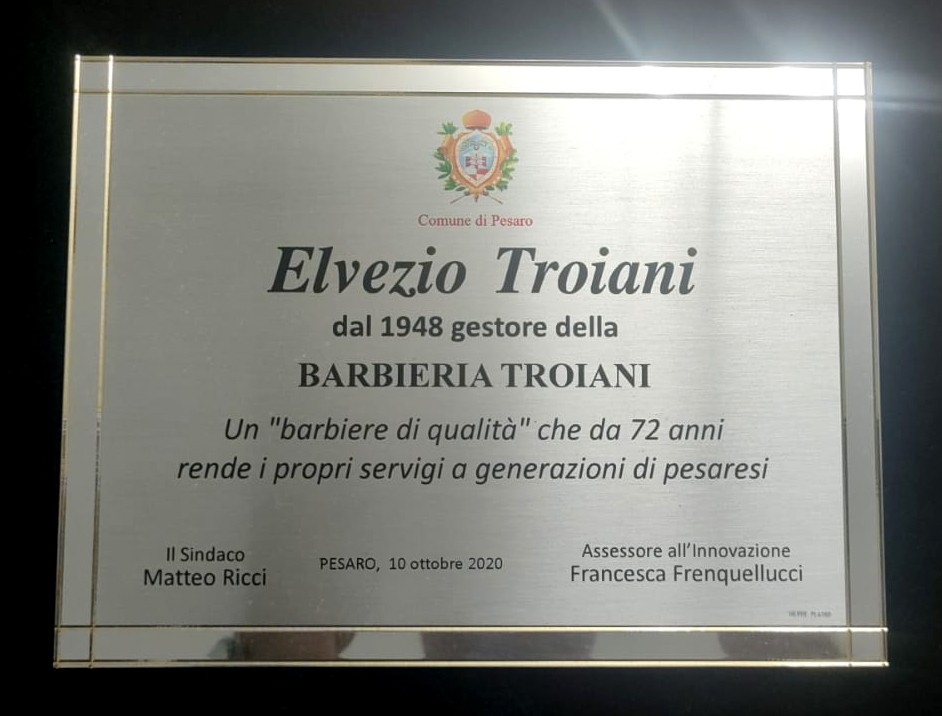 Comune di Pesaro
Elvezio Troiani
dal 1948 gestore della
BARBIERIA TROIANI
Un "barbiere di qualità" che da 72 anni
rende i propri servigi a generazioni di pesaresi
Il Sindaco
Matteo Ricci
PESARO, 10 ottobre 2020
Assessore all'Innovazione
Francesca Frenquellucci